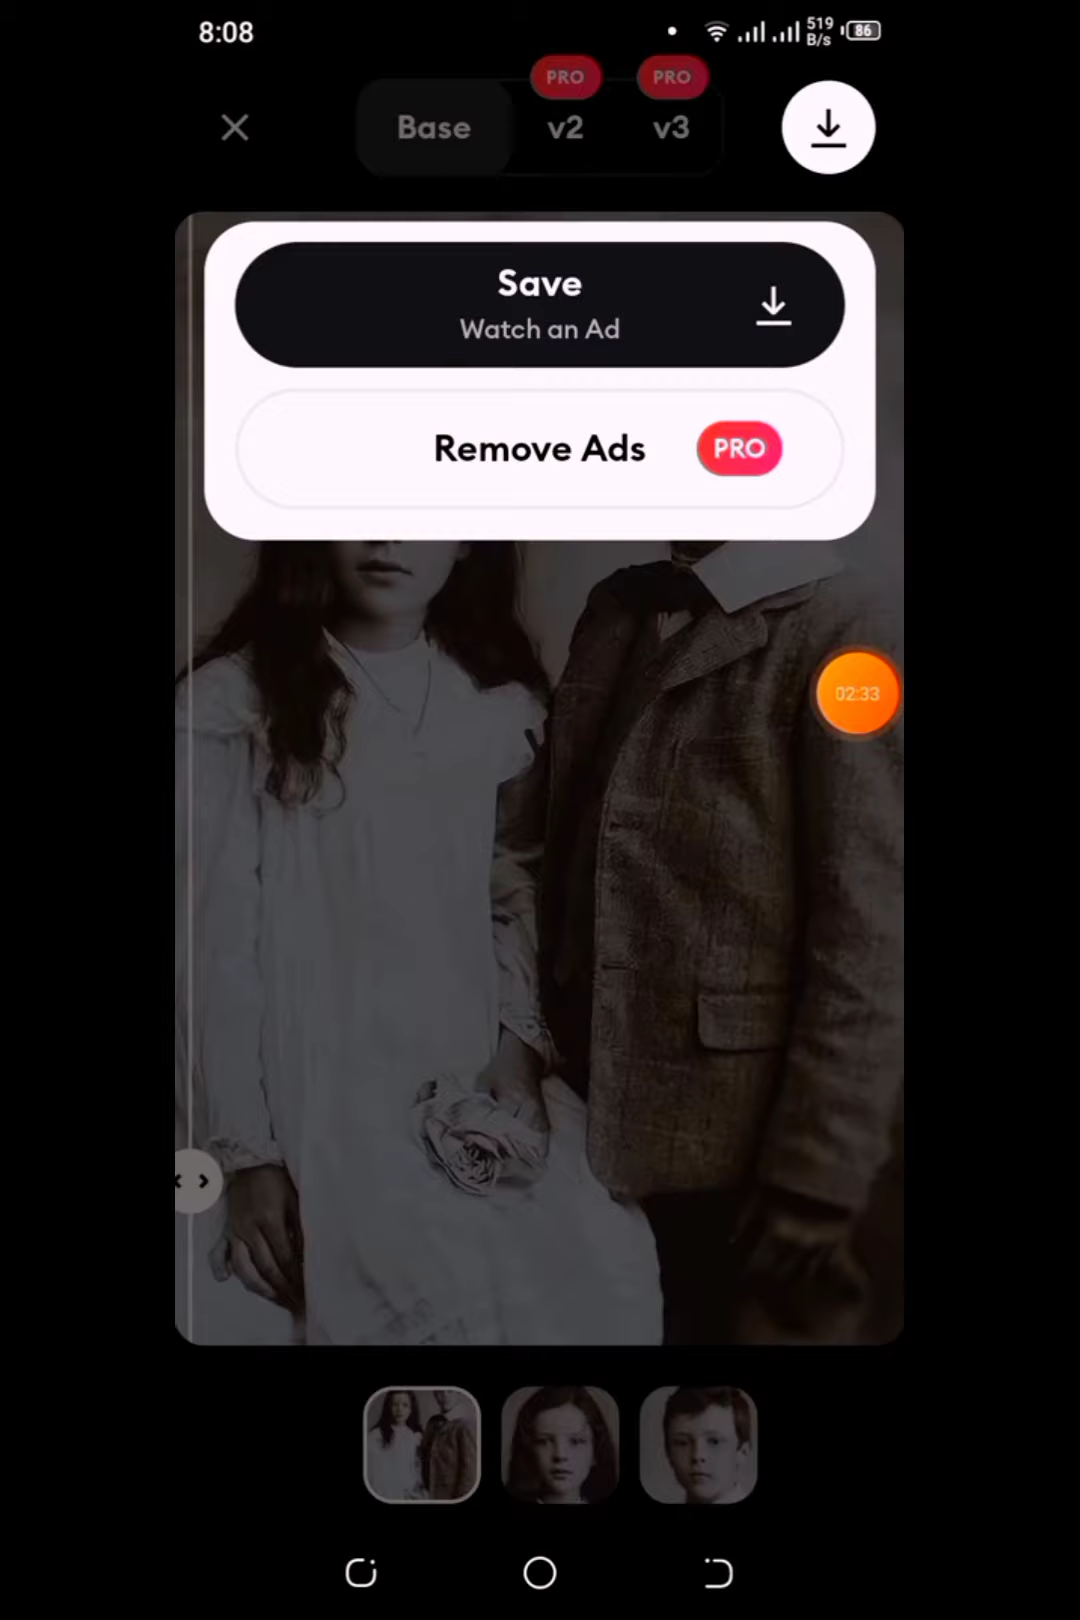 8:08
519
B/s
86
PRO
PRO
Base
v2
v3
Save
Watch an Ad
Remove Ads
PRO
02:33